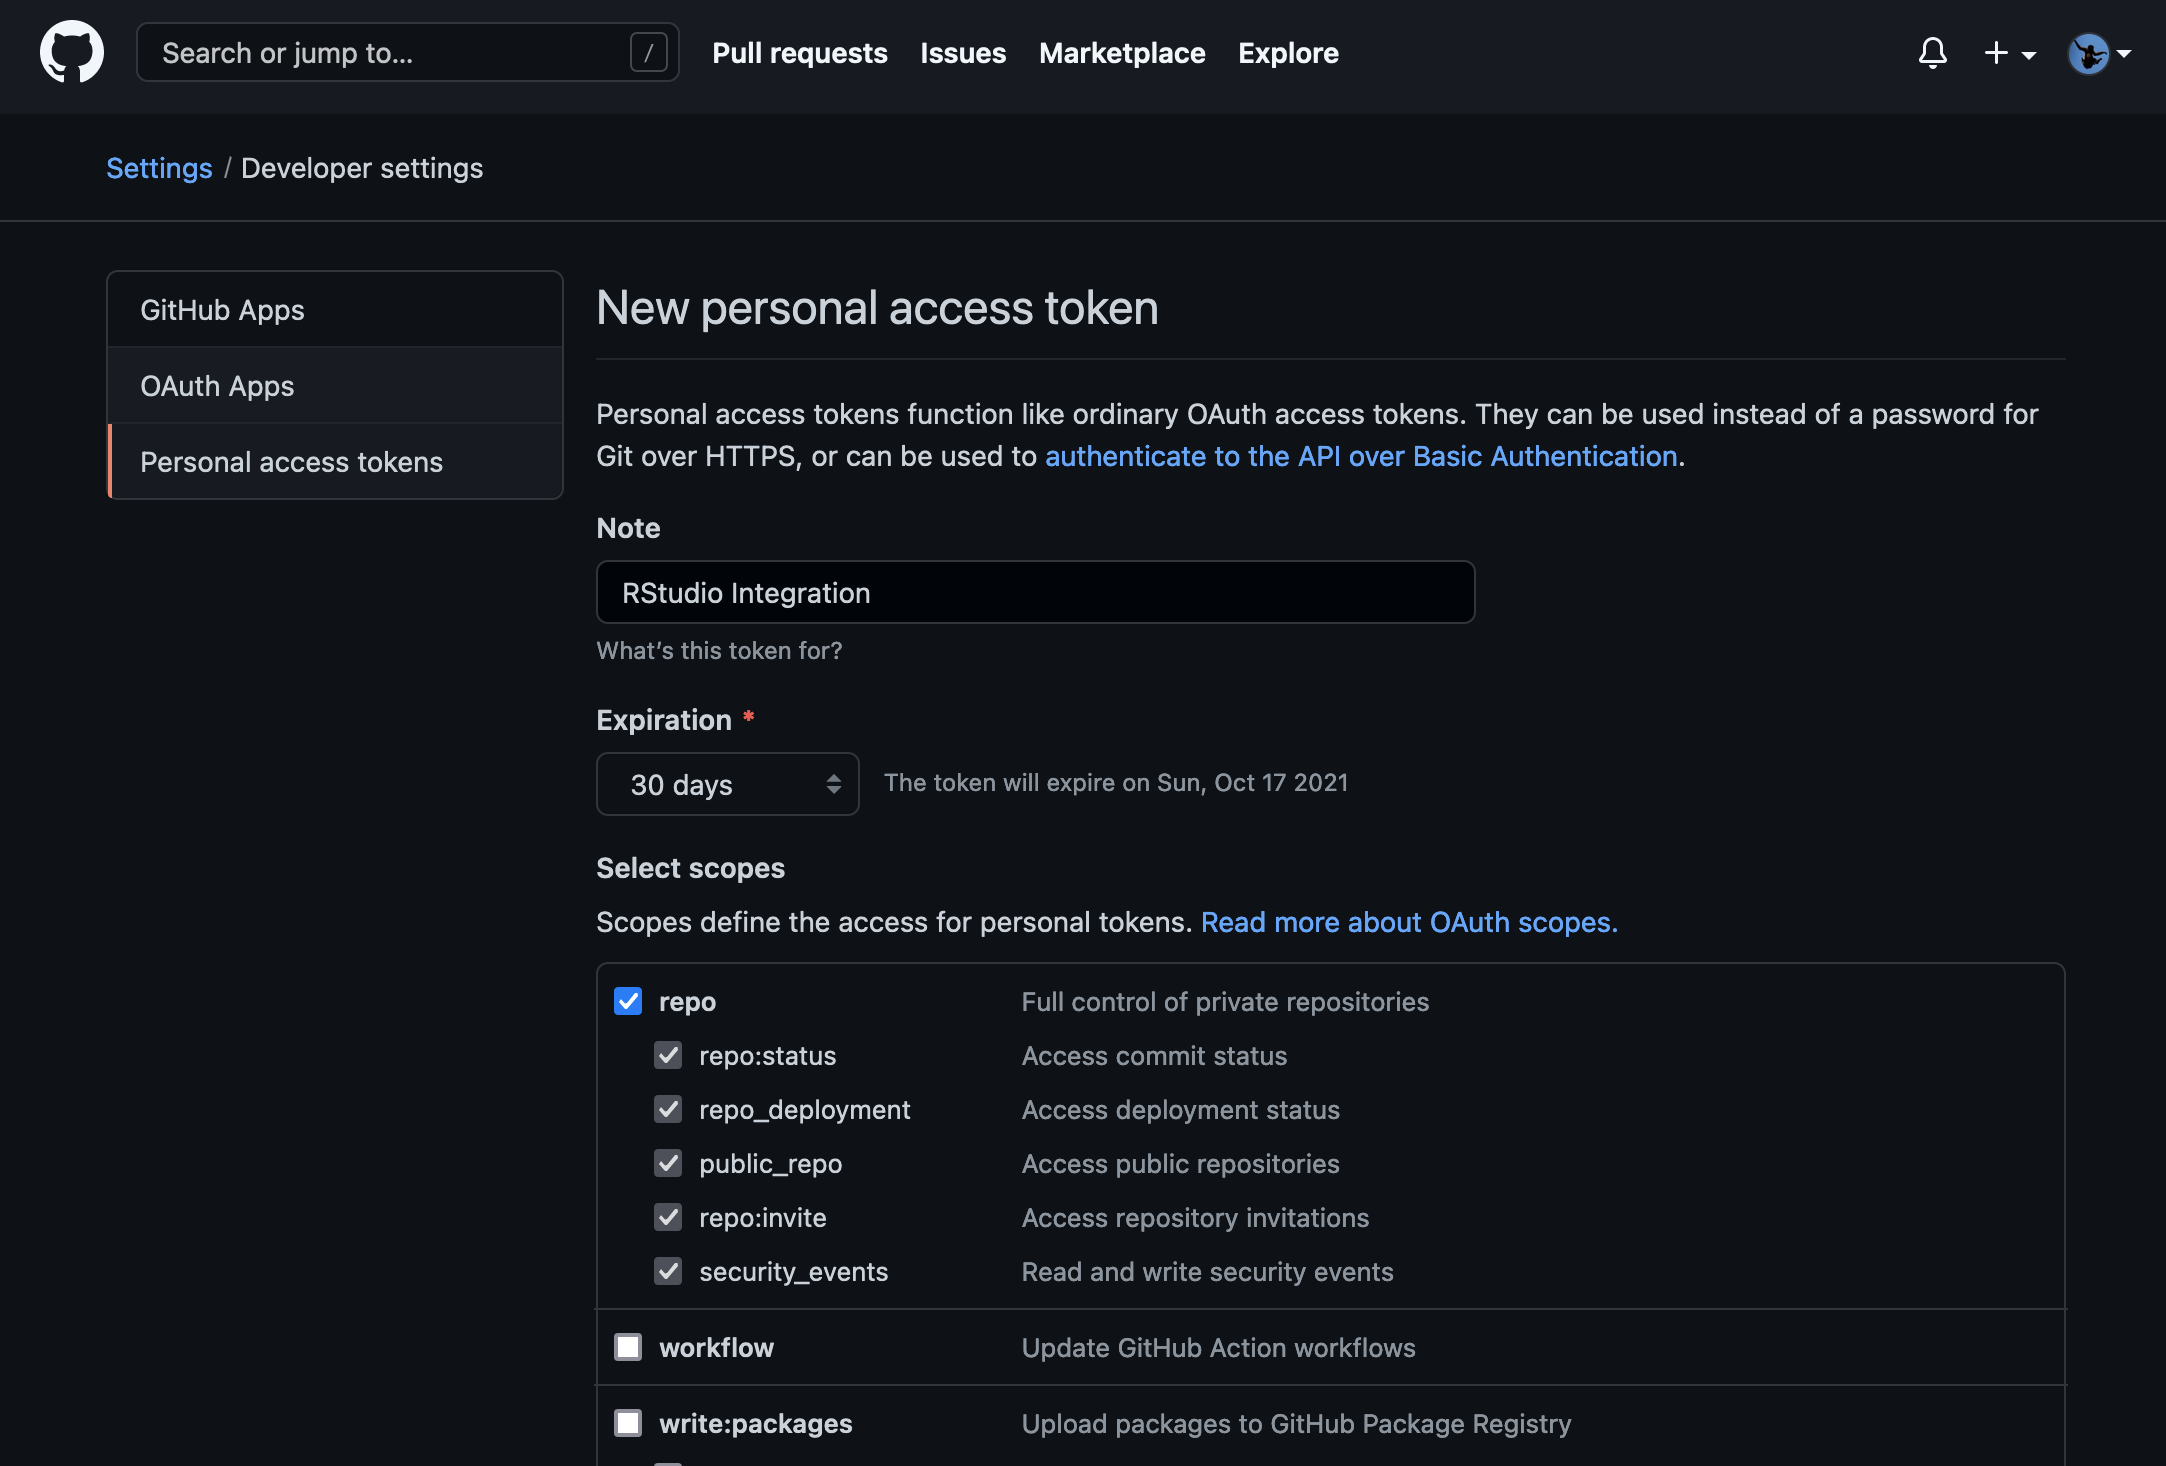 Search or jump to... /
Pull requests Issues Marketplace Explore
Settings / Developer settings
GitHub Apps
OAuth Apps
Personal access tokens
New personal access token
Personal access tokens function like ordinary OAuth access tokens. They can be used instead of a password for
Git over HTTPS, or can be used to authenticate to the API over Basic Authentication.
Note
RStudio Integration
What's this token for?
Expiration *
30 days The token will expire on Sun, Oct 17 2021
Select scopes
Scopes define the access for personal tokens. Read more about OAuth scopes.
repo Full control of private repositories
repo:status Access commit status
repo_deployment Access deployment status
public_repo Access public repositories
repo:invite Access repository invitations
security_events Read and write security events
workflow Update GitHub Action workflows
write:packages Upload packages to GitHub Package Registry